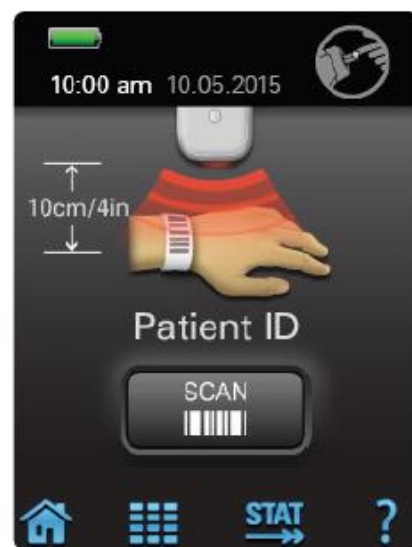 10:00 am 10.05.2015
10cm/4in
Patient ID
SCAN
STAT
?